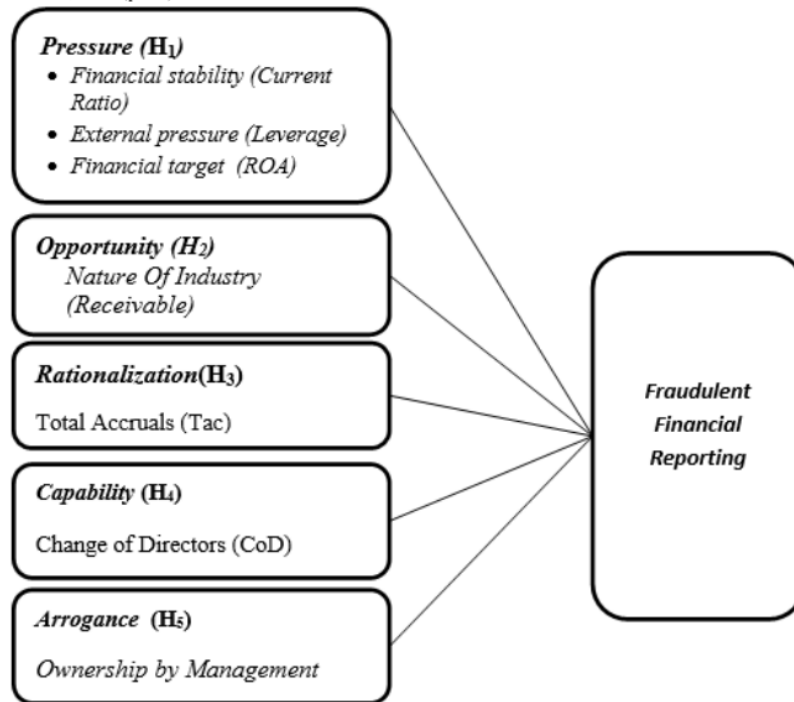 Pressure (H₁)
• Financial stability (Current
Ratio)
• External pressure (Leverage)
• Financial target (ROA)
Opportunity (H₂)
Nature Of Industry
(Receivable)
Rationalization(H₃)
Total Accruals (Tac)
Capability (H₄)
Change of Directors (CoD)
Arrogance (H₅)
Ownership by Management
Fraudulent
Financial
Reporting